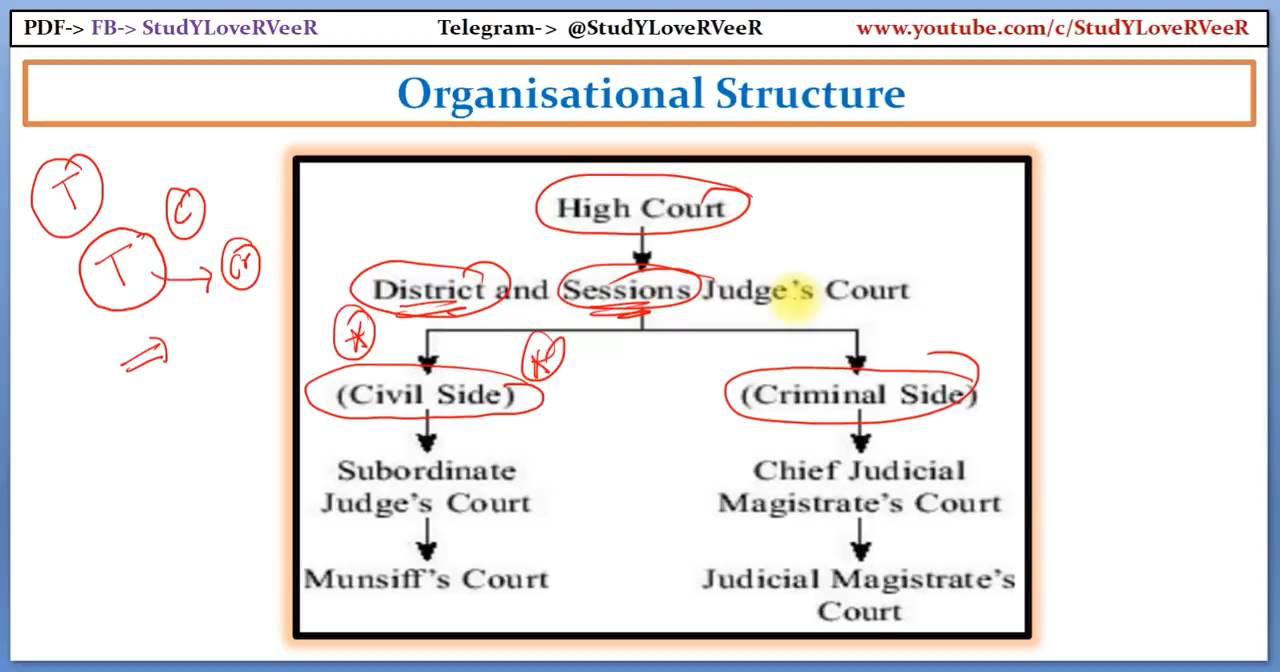 PDF-> FB-> StudYLoveRVeeR Telegram-> @StudYLoveRVeeR www.youtube.com/c/StudYLoveRVeeR
Organisational Structure
T
C
T
Cr
High Court
District and Sessions Judge's Court
(Civil Side) (Criminal Side)
Subordinate Judge's Court
Chief Judicial Magistrate's Court
Munsiff's Court
Judicial Magistrate's Court